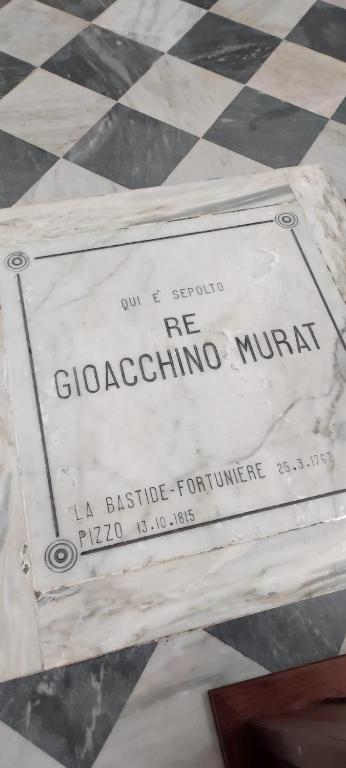 QUI E' SEPOLTO
RE
GIOACCHINO MURAT
LA BASTIDE-FORTUNIERE 25.3.1767
PIZZO 13.10.1815